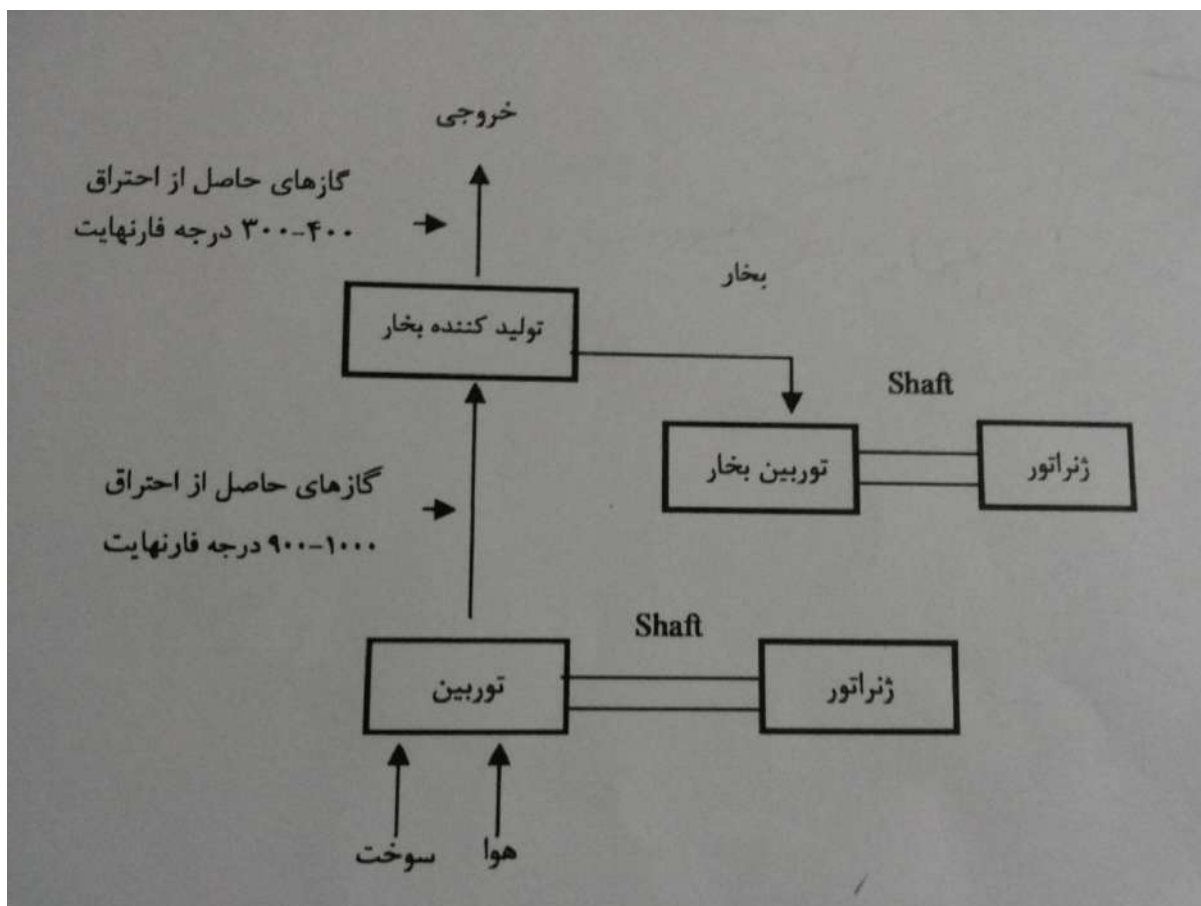 خروجی
گازهای حاصل از احتراق
۳۰۰-۴۰۰ درجه فارنهایت
بخار
تولید کننده بخار
Shaft
توربین بخار
ژنراتور
گازهای حاصل از احتراق
۹۰۰-۱۰۰۰ درجه فارنهایت
Shaft
توربین
ژنراتور
سوخت
هوا